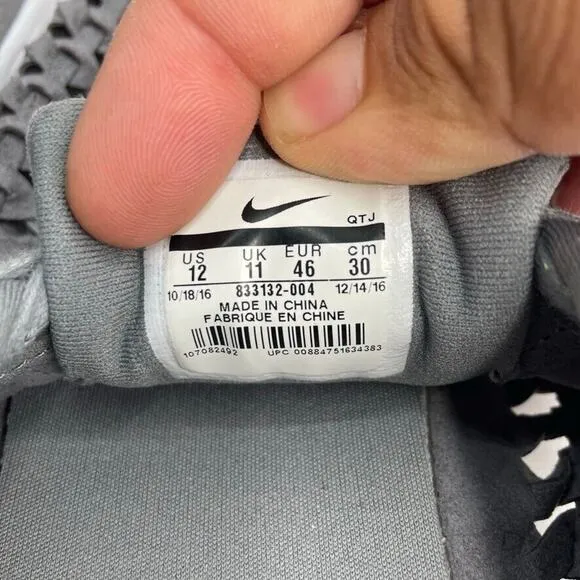 QTJ
US UK EUR cm
12 11 46 30
10/18/16 833132-004 12/14/16
MADE IN CHINA
FABRIQUE EN CHINE
107082492 UPC 00884751634383